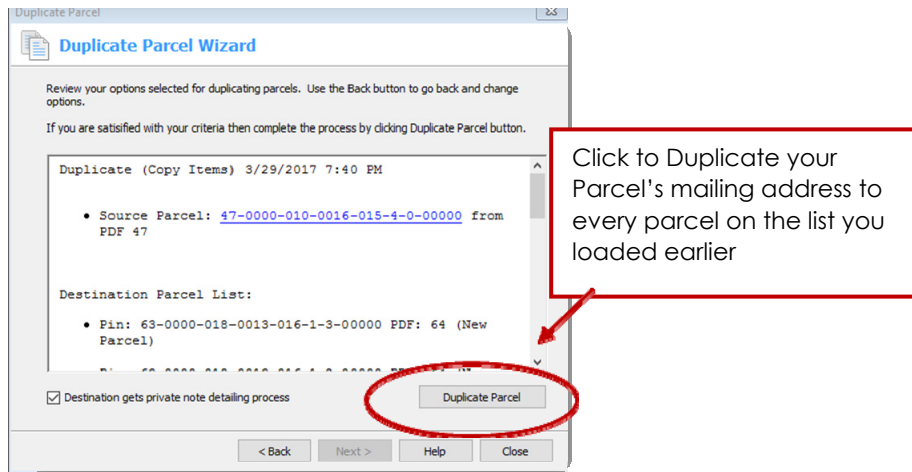 Duplicate Parcel
Duplicate Parcel Wizard
Review your options selected for duplicating parcels. Use the Back button to go back and change
options.
If you are satisified with your criteria then complete the process by clicking Duplicate Parcel button.
Duplicate (Copy Items) 3/29/2017 7:40 PM
• Source Parcel: 47-0000-010-0016-015-4-0-00000 from
PDF 47
Destination Parcel List:
• Pin: 63-0000-018-0013-016-1-3-00000 PDF: 64 (New
Parcel)
Destination gets private note detailing process
Duplicate Parcel
< Back
Next >
Help
Close
Click to Duplicate your
Parcel's mailing address to
every parcel on the list you
loaded earlier